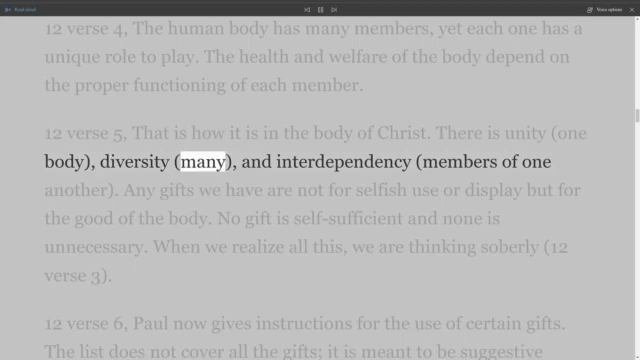 Read aloud
Voice options
12 verse 4, The human body has many members, yet each one has a
unique role to play. The health and welfare of the body depend on
the proper functioning of each member.
12 verse 5, That is how it is in the body of Christ. There is unity (one
body), diversity (many), and interdependency (members of one
another). Any gifts we have are not for selfish use or display but for
the good of the body. No gift is self-sufficient and none is
unnecessary. When we realize all this, we are thinking soberly (12
verse 3).
12 verse 6, Paul now gives instructions for the use of certain gifts.
The list does not cover all the gifts; it is meant to be suggestive